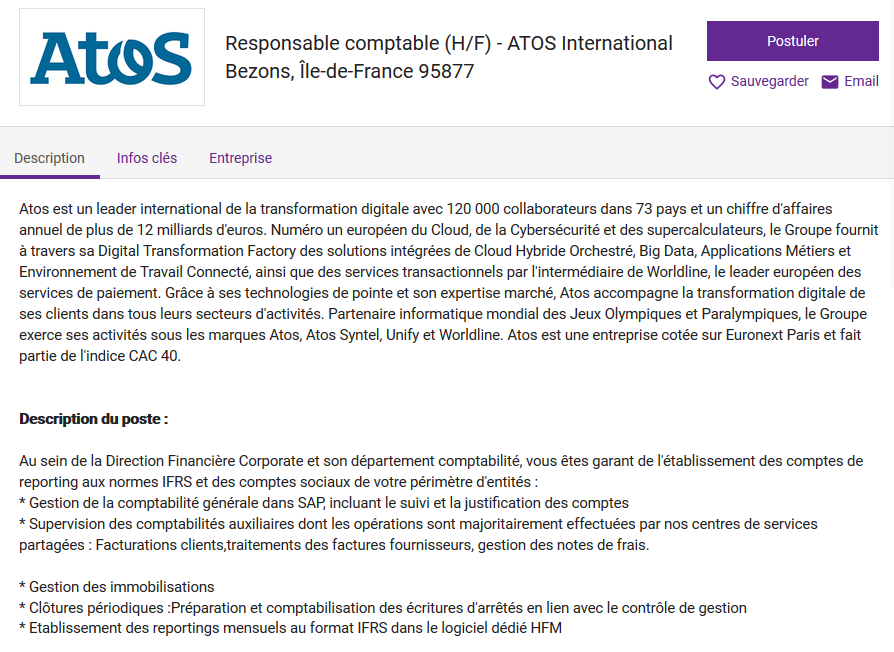 Atos
Responsable comptable (H/F) - ATOS International
Bezons, Île-de-France 95877
Postuler
Sauvegarder
Email
Description
Infos clés
Entreprise
Atos est un leader international de la transformation digitale avec 120 000 collaborateurs dans 73 pays et un chiffre d'affaires
annuel de plus de 12 milliards d'euros. Numéro un européen du Cloud, de la Cybersécurité et des supercalculateurs, le Groupe fournit
à travers sa Digital Transformation Factory des solutions intégrées de Cloud Hybride Orchestré, Big Data, Applications Métiers et
Environnement de Travail Connecté, ainsi que des services transactionnels par l'intermédiaire de Worldline, le leader européen des
services de paiement. Grâce à ses technologies de pointe et son expertise marché, Atos accompagne la transformation digitale de
ses clients dans tous leurs secteurs d'activités. Partenaire informatique mondial des Jeux Olympiques et Paralympiques, le Groupe
exerce ses activités sous les marques Atos, Atos Syntel, Unify et Worldline. Atos est une entreprise cotée sur Euronext Paris et fait
partie de l'indice CAC 40.
Description du poste :
Au sein de la Direction Financière Corporate et son département comptabilité, vous êtes garant de l'établissement des comptes de
reporting aux normes IFRS et des comptes sociaux de votre périmètre d'entités :
* Gestion de la comptabilité générale dans SAP, incluant le suivi et la justification des comptes
* Supervision des comptabilités auxiliaires dont les opérations sont majoritairement effectuées par nos centres de services
partagées : Facturations clients,traitements des factures fournisseurs, gestion des notes de frais.
* Gestion des immobilisations
* Clôtures périodiques :Préparation et comptabilisation des écritures d'arrêtés en lien avec le contrôle de gestion
* Etablissement des reportings mensuels au format IFRS dans le logiciel dédié HFM